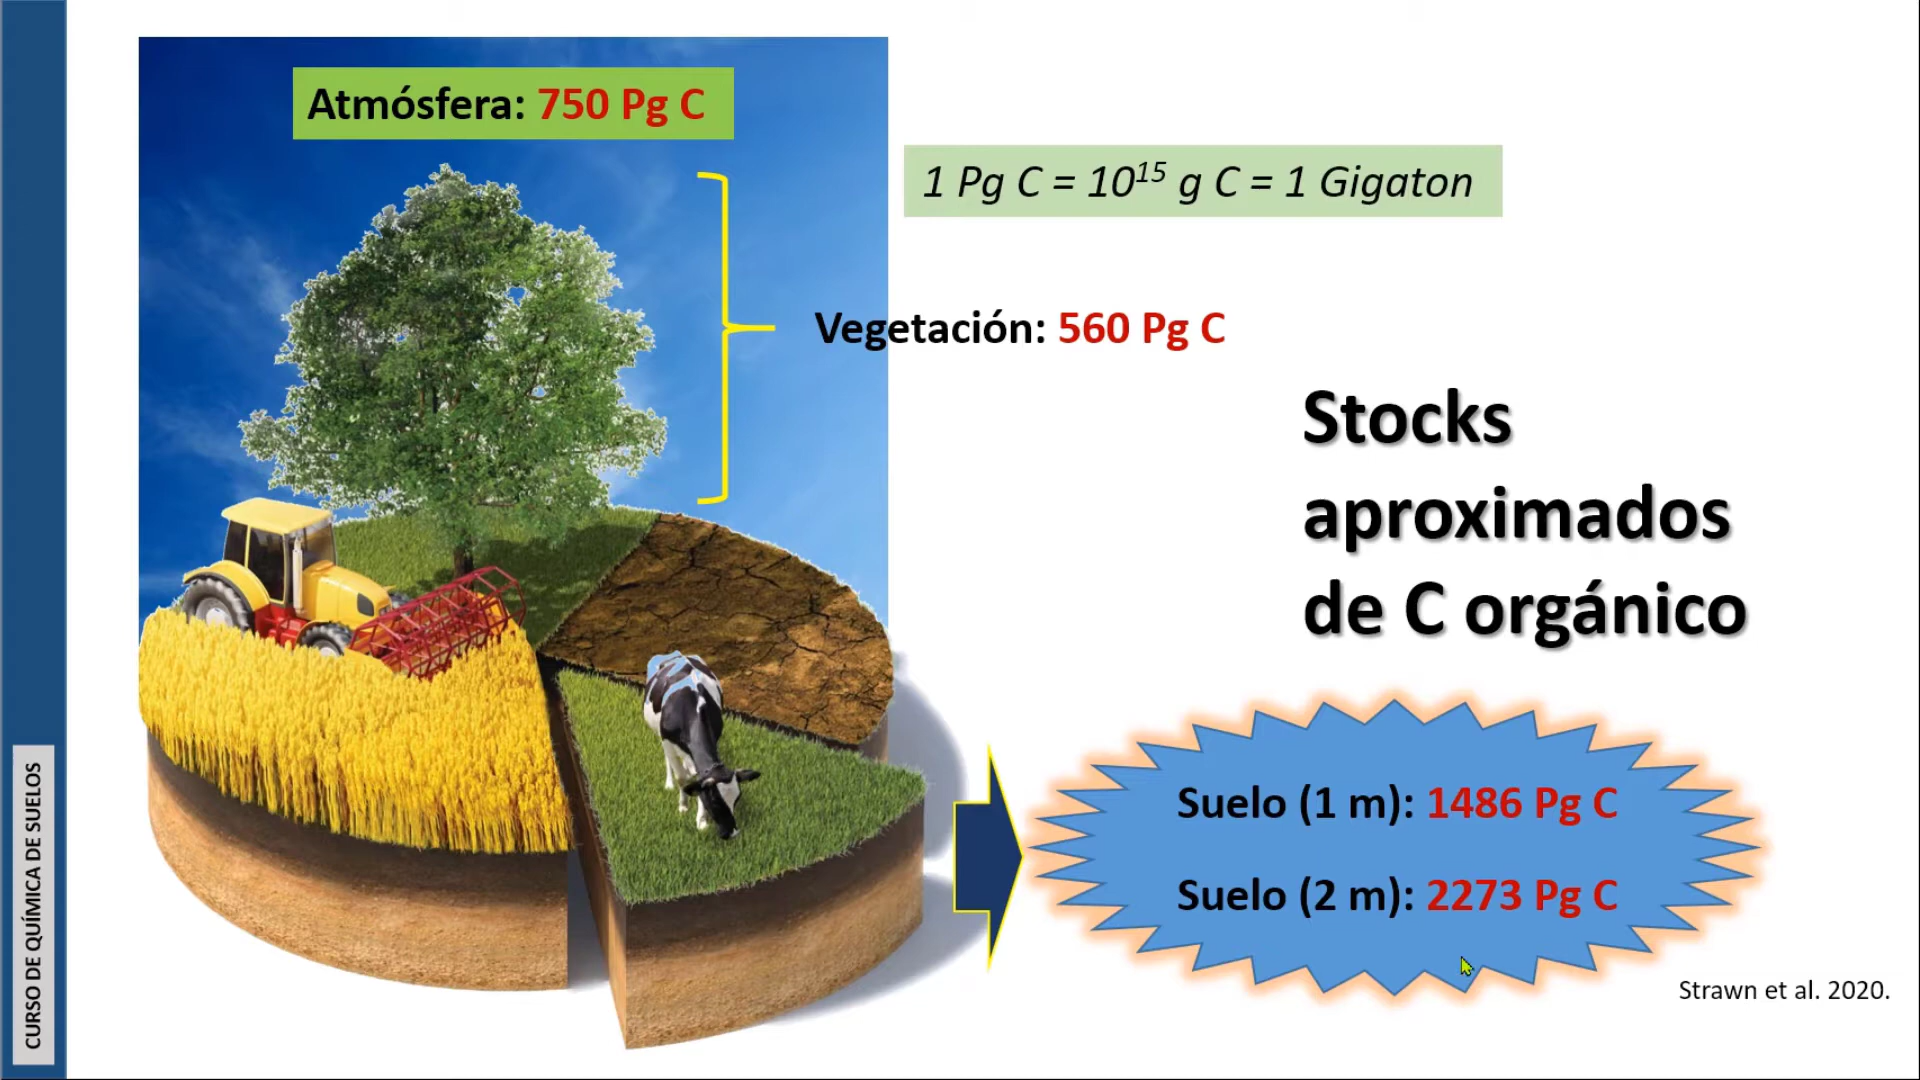 Atmósfera: 750 Pg C
1 Pg C = 10¹⁵ g C = 1 Gigaton
Vegetación: 560 Pg C
Stocks
aproximados
de C orgánico
Suelo (1 m): 1486 Pg C
Suelo (2 m): 2273 Pg C
Strawn et al. 2020.
CURSO DE QUÍMICA DE SUELOS